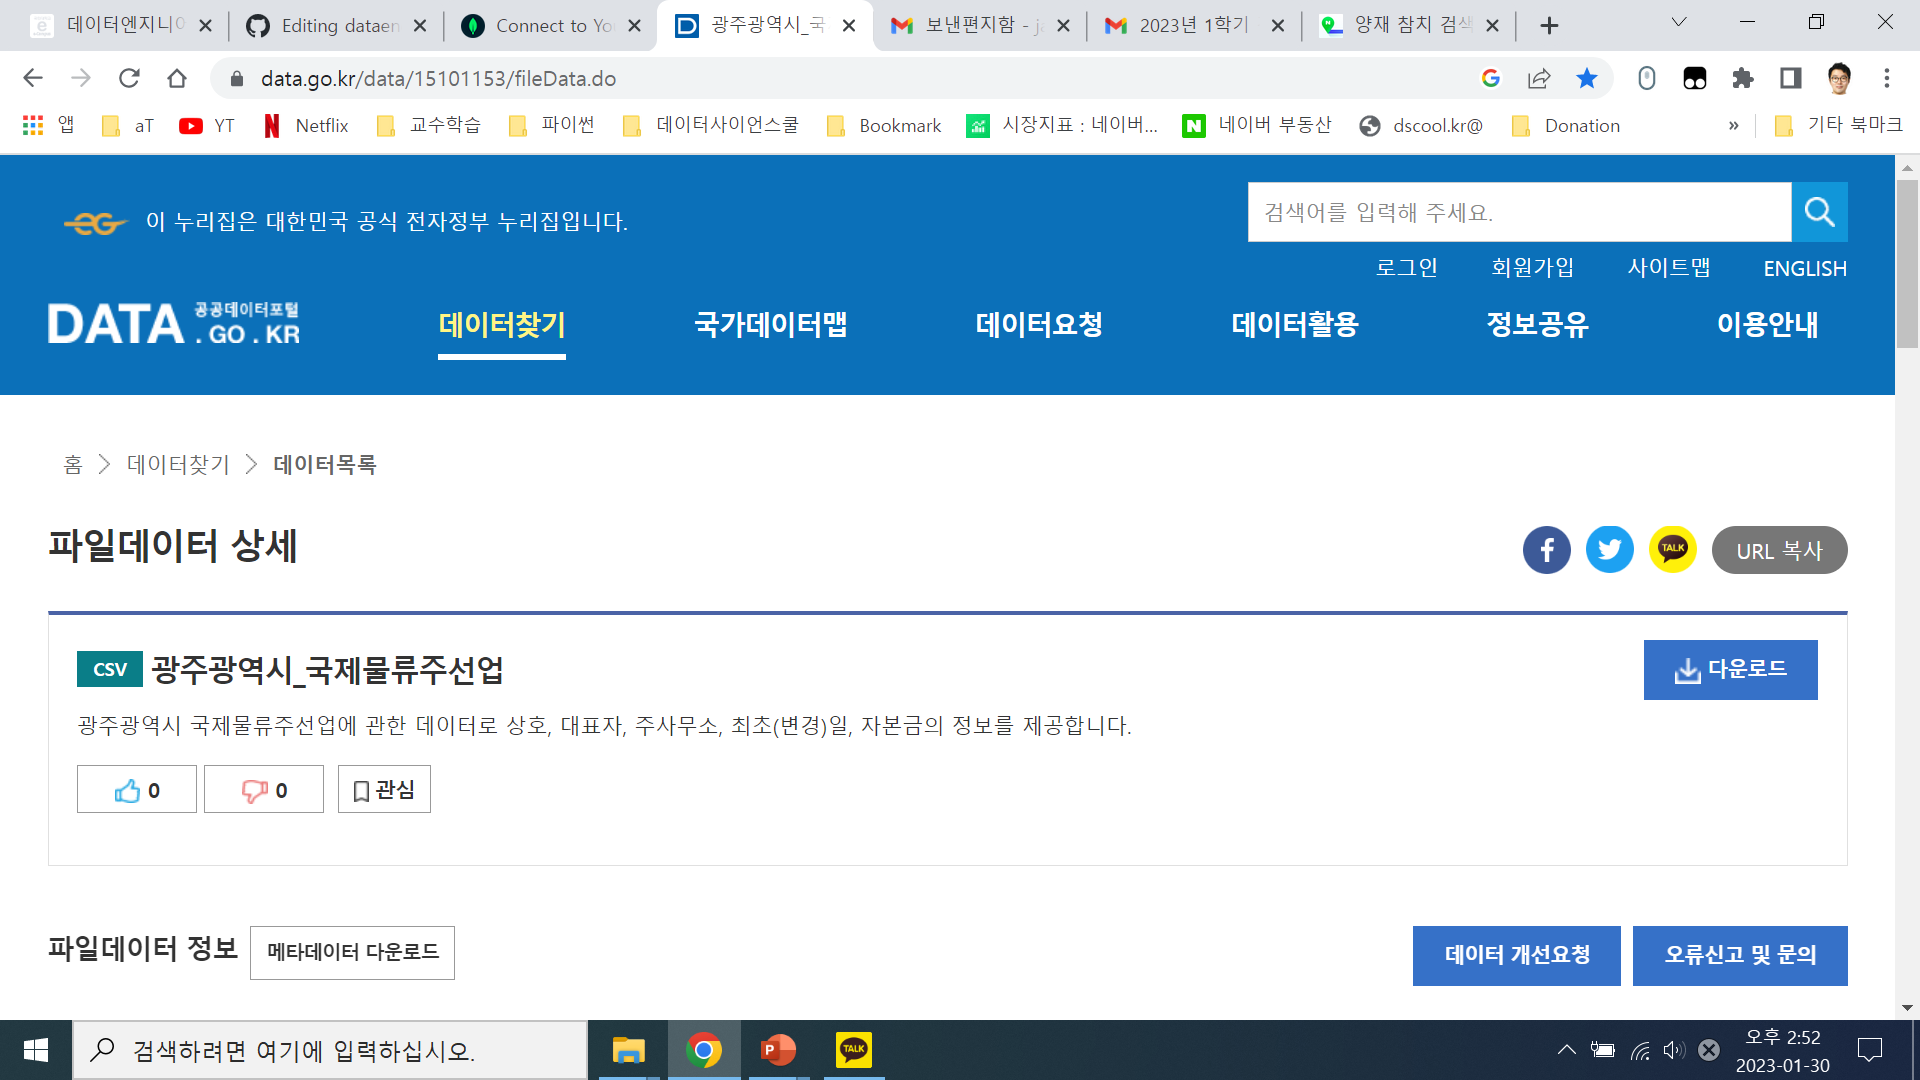 데이터엔지니어
Editing dataen
Connect to Yo
광주광역시_국
보낸편지함 - ja
2023년 1학기
양재 참치 검색
data.go.kr/data/15101153/fileData.do
앱
aT
YT
Netflix
교수학습
파이썬
데이터사이언스쿨
Bookmark
시장지표 : 네이버...
네이버 부동산
dscool.kr@
Donation
»
기타 북마크
이 누리집은 대한민국 공식 전자정부 누리집입니다.
검색어를 입력해 주세요.
로그인
회원가입
사이트맵
ENGLISH
DATA 공공데이터포털
.GO.KR
데이터찾기
국가데이터맵
데이터요청
데이터활용
정보공유
이용안내
홈 > 데이터찾기 > 데이터목록
파일데이터 상세
TALK
URL 복사
CSV 광주광역시_국제물류주선업
다운로드
광주광역시 국제물류주선업에 관한 데이터로 상호, 대표자, 주사무소, 최초(변경)일, 자본금의 정보를 제공합니다.
0
0
관심
파일데이터 정보
메타데이터 다운로드
데이터 개선요청
오류신고 및 문의
검색하려면 여기에 입력하십시오.
TALK
오후 2:52
2023-01-30